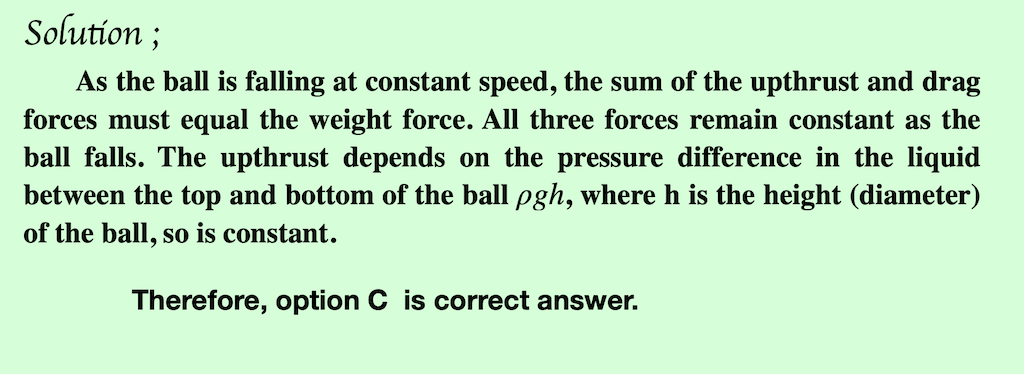 Solution ;
As the ball is falling at constant speed, the sum of the upthrust and drag
forces must equal the weight force. All three forces remain constant as the
ball falls. The upthrust depends on the pressure difference in the liquid
between the top and bottom of the ball ρgh, where h is the height (diameter)
of the ball, so is constant.
Therefore, option C is correct answer.